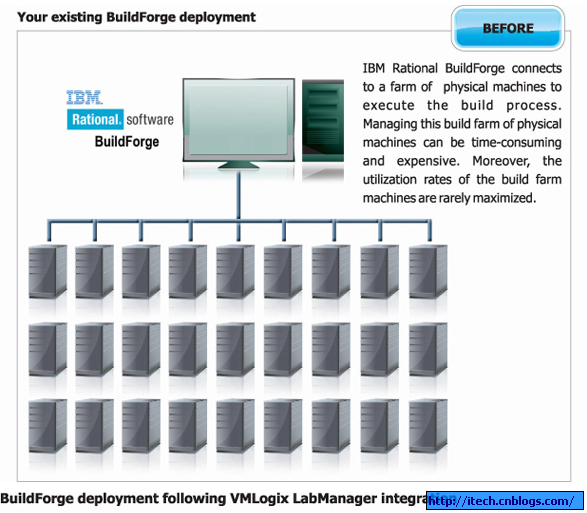 Your existing BuildForge deployment
BEFORE
IBM
Rational. software
BuildForge
IBM Rational BuildForge connects
to a farm of physical machines to
execute the build process.
Managing this build farm of physical
machines can be time-consuming
and expensive. Moreover, the
utilization rates of the build farm
machines are rarely maximized.
BuildForge deployment following VMLogix LabManager integration
http://itech.cnblogs.com/